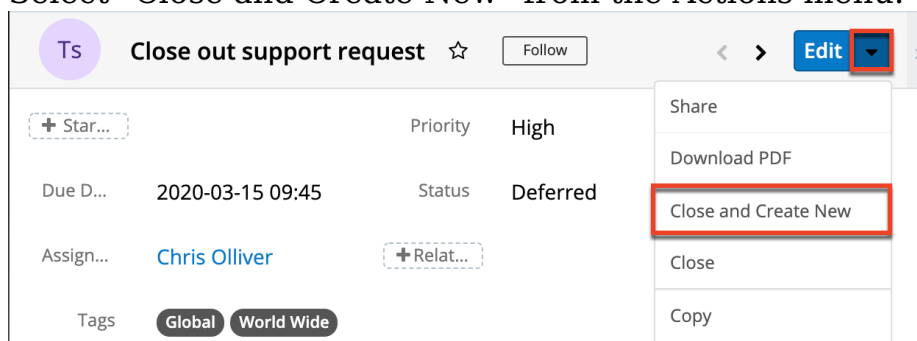 Select "Close and Create New" from the Actions menu.
Ts Close out support request Follow Edit
+ Star... Priority High
Due D... 2020-03-15 09:45 Status Deferred
Assign... Chris Olliver +Relat...
Tags Global World Wide
Share
Download PDF
Close and Create New
Close
Copy